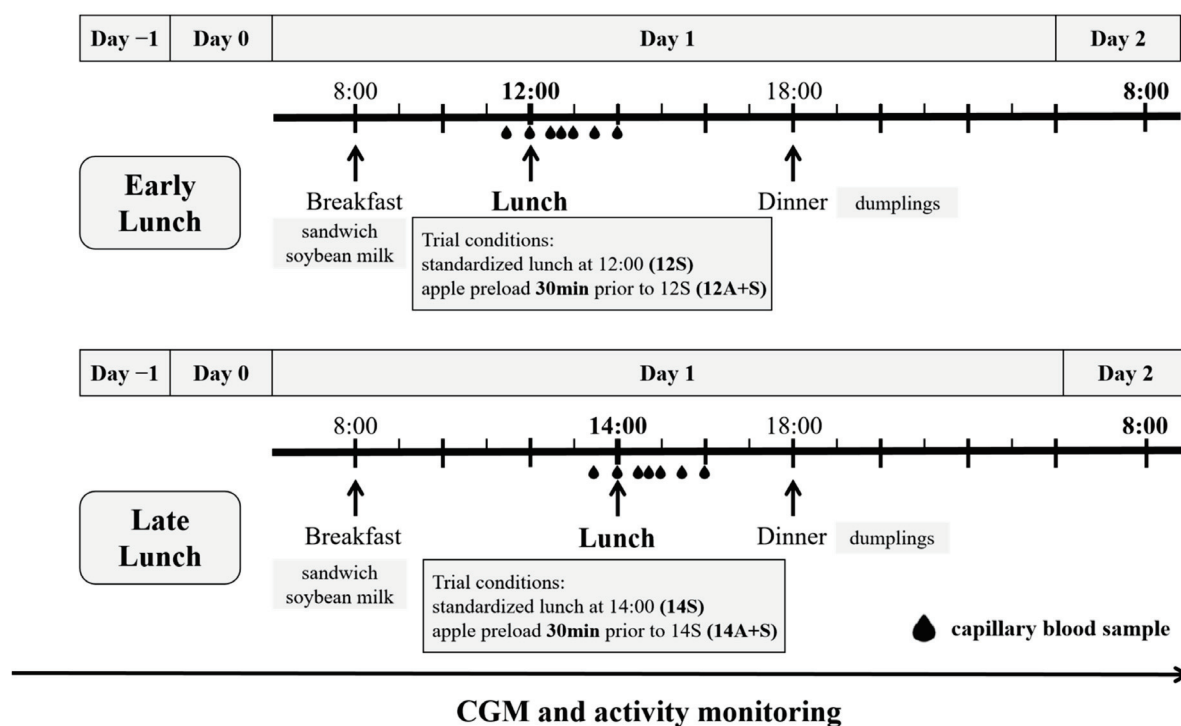 Day −1 Day 0 Day 1 Day 2
8:00 12:00 18:00 8:00
Early
Lunch
Breakfast Lunch Dinner dumplings
sandwich
soybean milk
Trial conditions:
standardized lunch at 12:00 (12S)
apple preload 30min prior to 12S (12A+S)
Day −1 Day 0 Day 1 Day 2
8:00 14:00 18:00 8:00
Late
Lunch
Breakfast Lunch Dinner dumplings
sandwich
soybean milk
Trial conditions:
standardized lunch at 14:00 (14S)
apple preload 30min prior to 14S (14A+S)
capillary blood sample
CGM and activity monitoring